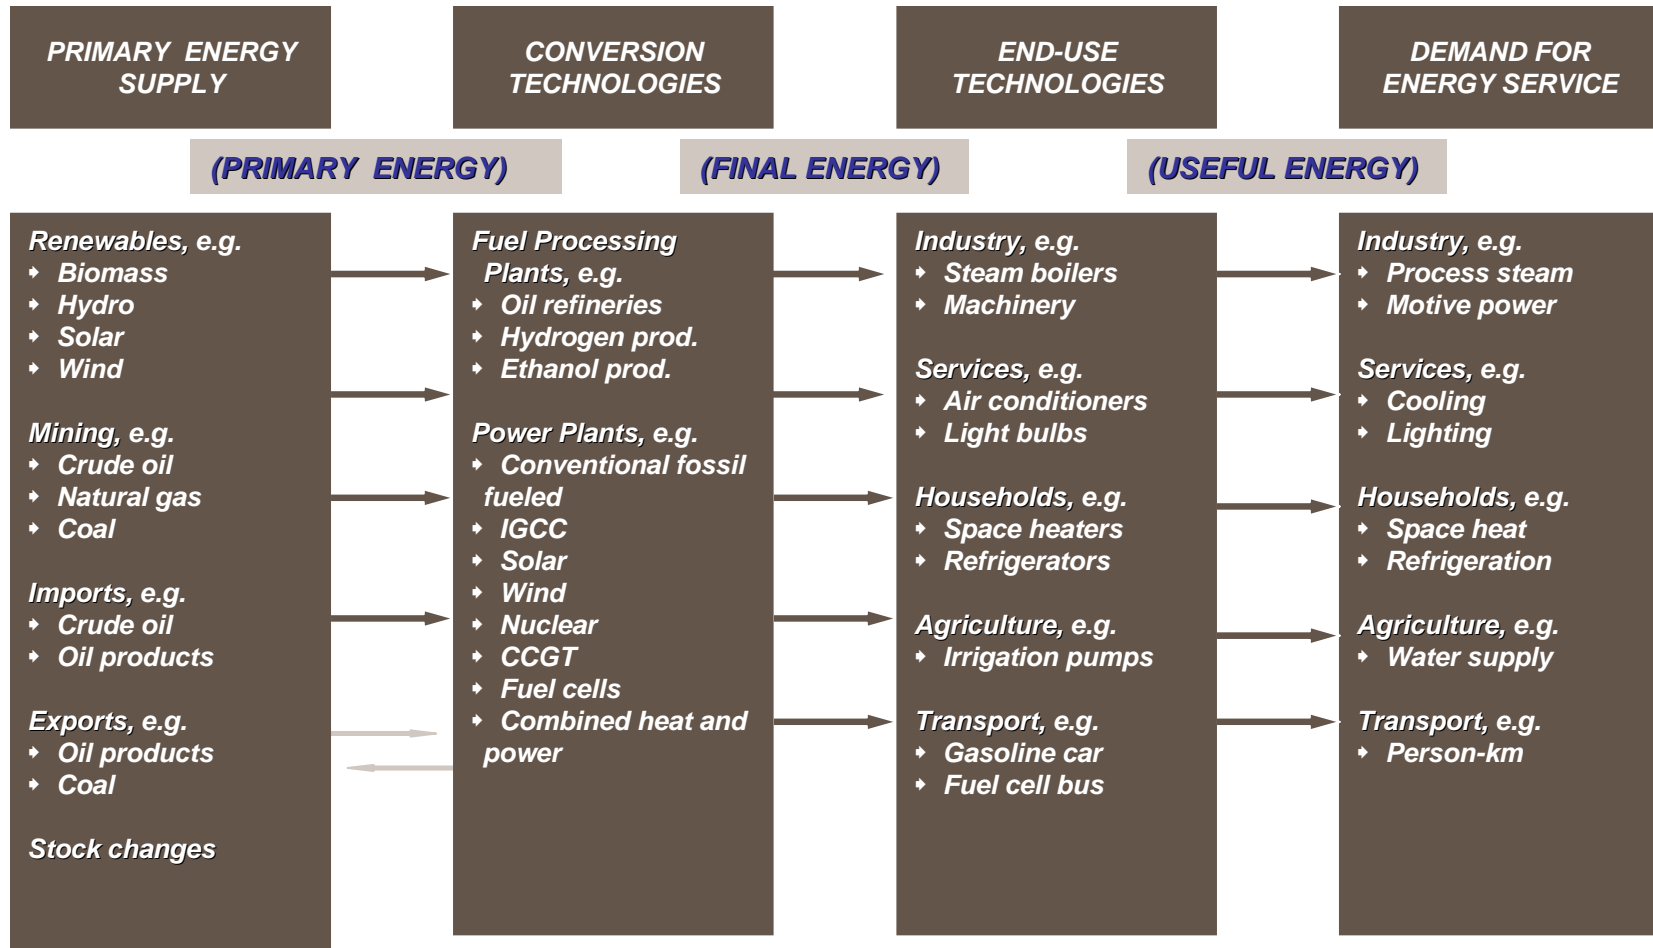 PRIMARY ENERGY
SUPPLY
CONVERSION
TECHNOLOGIES
END-USE
TECHNOLOGIES
DEMAND FOR
ENERGY SERVICE
(PRIMARY ENERGY)
(FINAL ENERGY)
(USEFUL ENERGY)
Renewables, e.g.
Biomass
Hydro
Solar
Wind
Mining, e.g.
Crude oil
Natural gas
Coal
Imports, e.g.
Crude oil
Oil products
Exports, e.g.
Oil products
Coal
Stock changes
Fuel Processing
Plants, e.g.
Oil refineries
Hydrogen prod.
Ethanol prod.
Power Plants, e.g.
Conventional fossil
fueled
IGCC
Solar
Wind
Nuclear
CCGT
Fuel cells
Combined heat and
power
Industry, e.g.
Steam boilers
Machinery
Services, e.g.
Air conditioners
Light bulbs
Households, e.g.
Space heaters
Refrigerators
Agriculture, e.g.
Irrigation pumps
Transport, e.g.
Gasoline car
Fuel cell bus
Industry, e.g.
Process steam
Motive power
Services, e.g.
Cooling
Lighting
Households, e.g.
Space heat
Refrigeration
Agriculture, e.g.
Water supply
Transport, e.g.
Person-km